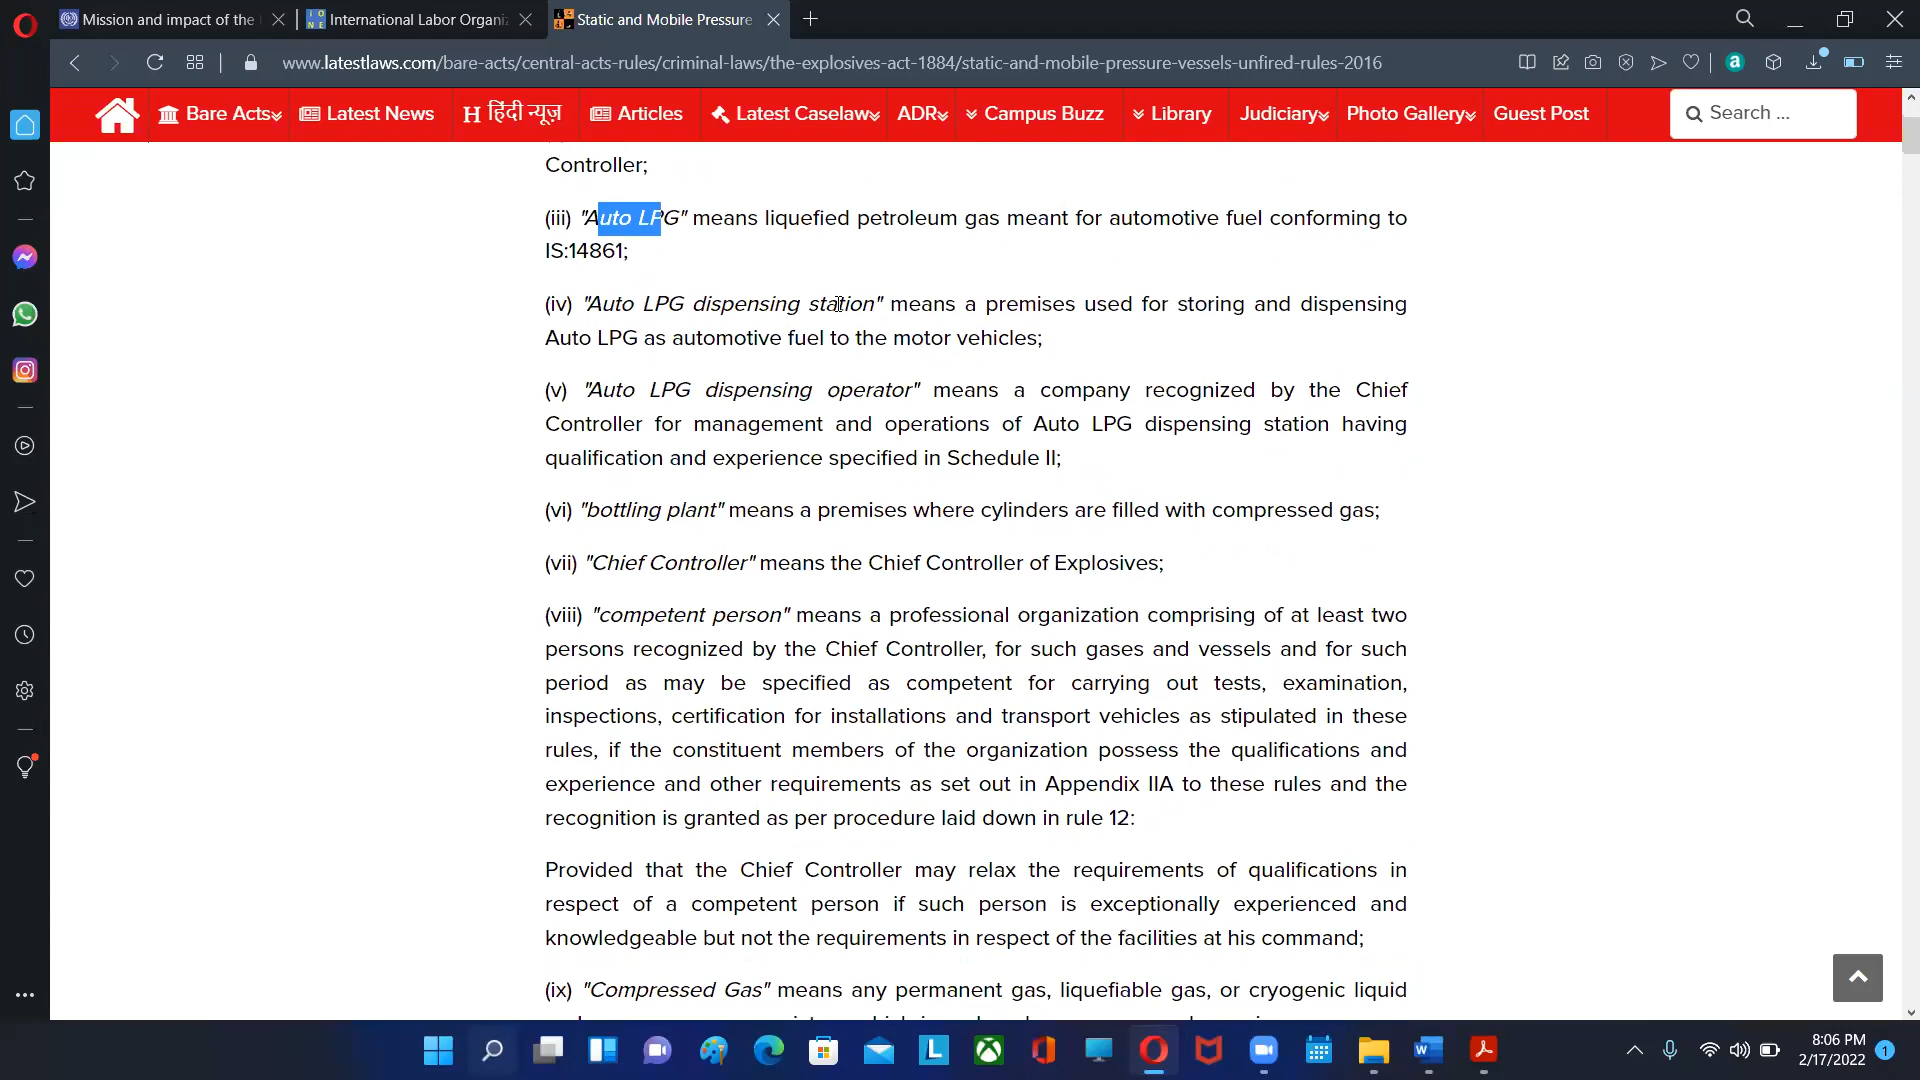 Mission and impact of the
International Labor Organiz
Static and Mobile Pressure
www.latestlaws.com/bare-acts/central-acts-rules/criminal-laws/the-explosives-act-1884/static-and-mobile-pressure-vessels-unfired-rules-2016
Bare Acts
Latest News
H हिंदी न्यूज़
Articles
Latest Caselaw
ADR
Campus Buzz
Library
Judiciary
Photo Gallery
Guest Post
Search ...
Controller;
(iii) "Auto LPG" means liquefied petroleum gas meant for automotive fuel conforming to
IS:14861;
(iv) "Auto LPG dispensing station" means a premises used for storing and dispensing
Auto LPG as automotive fuel to the motor vehicles;
(v) "Auto LPG dispensing operator" means a company recognized by the Chief
Controller for management and operations of Auto LPG dispensing station having
qualification and experience specified in Schedule II;
(vi) "bottling plant" means a premises where cylinders are filled with compressed gas;
(vii) "Chief Controller" means the Chief Controller of Explosives;
(viii) "competent person" means a professional organization comprising of at least two
persons recognized by the Chief Controller, for such gases and vessels and for such
period as may be specified as competent for carrying out tests, examination,
inspections, certification for installations and transport vehicles as stipulated in these
rules, if the constituent members of the organization possess the qualifications and
experience and other requirements as set out in Appendix IIA to these rules and the
recognition is granted as per procedure laid down in rule 12:
Provided that the Chief Controller may relax the requirements of qualifications in
respect of a competent person if such person is exceptionally experienced and
knowledgeable but not the requirements in respect of the facilities at his command;
(ix) "Compressed Gas" means any permanent gas, liquefiable gas, or cryogenic liquid
8:06 PM
2/17/2022
1